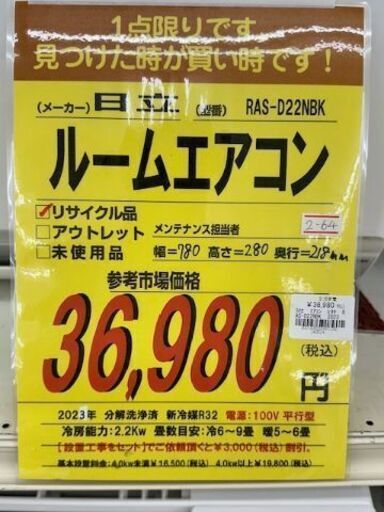 1点限りです。
見つけた時が買い時です!
(メーカー) 日立 (型番) RAS-D22NBK
ルームエアコン
リサイクル品
アウトレット メンテナンス担当者
未使用品 幅=780 高さ=280 奥行=218mm
2-64
参考市場価格
36,980円
(税込)
¥36,980
2023年 分解洗浄済 新冷媒R32 電源:100V 平行型
冷房能力:2.2Kw 畳数目安:冷6~9畳 暖5~6畳
【設置工事をセット】でご依頼頂くと¥3,000(税込)割引。
基本設置料金:4.0kw未満¥16,500(税込) 4.0kw以上¥19,800(税込)